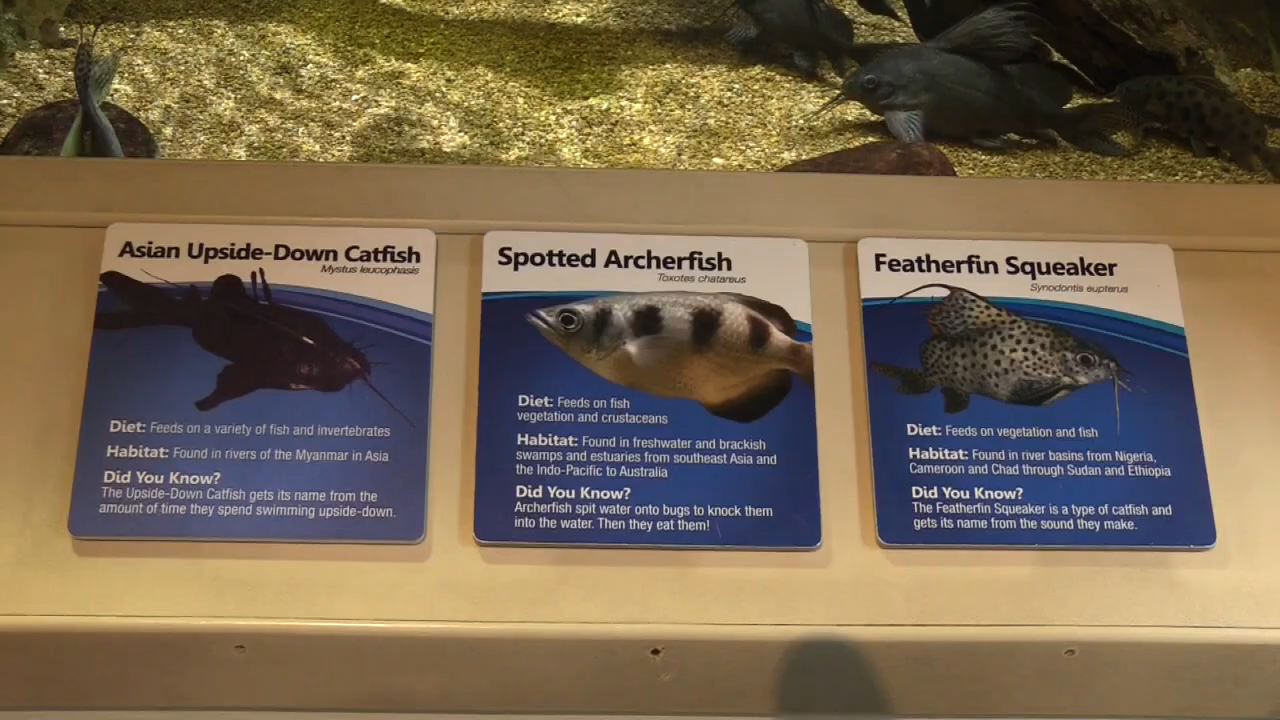 Asian Upside-Down Catfish
Mystus leucophasis
Diet: Feeds on a variety of fish and invertebrates
Habitat: Found in rivers of the Myanmar in Asia
Did You Know?
The Upside-Down Catfish gets its name from the
amount of time they spend swimming upside-down.
Spotted Archerfish
Toxotes chatareus
Diet: Feeds on fish
vegetation and crustaceans
Habitat: Found in freshwater and brackish
swamps and estuaries from southeast Asia and
the Indo-Pacific to Australia
Did You Know?
Archerfish spit water onto bugs to knock them
into the water. Then they eat them!
Featherfin Squeaker
Synodontis eupterus
Diet: Feeds on vegetation and fish
Habitat: Found in river basins from Nigeria,
Cameroon and Chad through Sudan and Ethiopia
Did You Know?
The Featherfin Squeaker is a type of catfish and
gets its name from the sound they make.